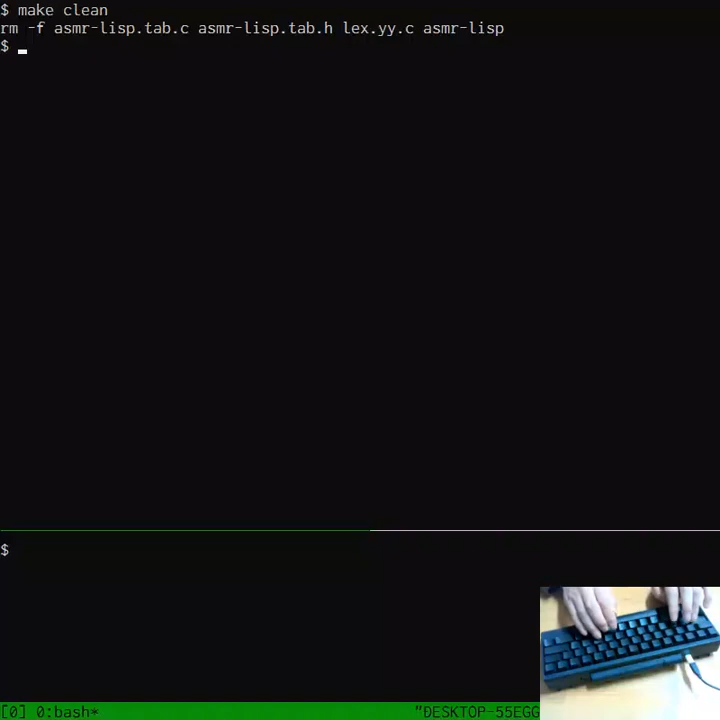 $ make clean
rm -f asmr-lisp.tab.c asmr-lisp.tab.h lex.yy.c asmr-lisp
$
$
[0] 0:bash* "DESKTOP-55EGG